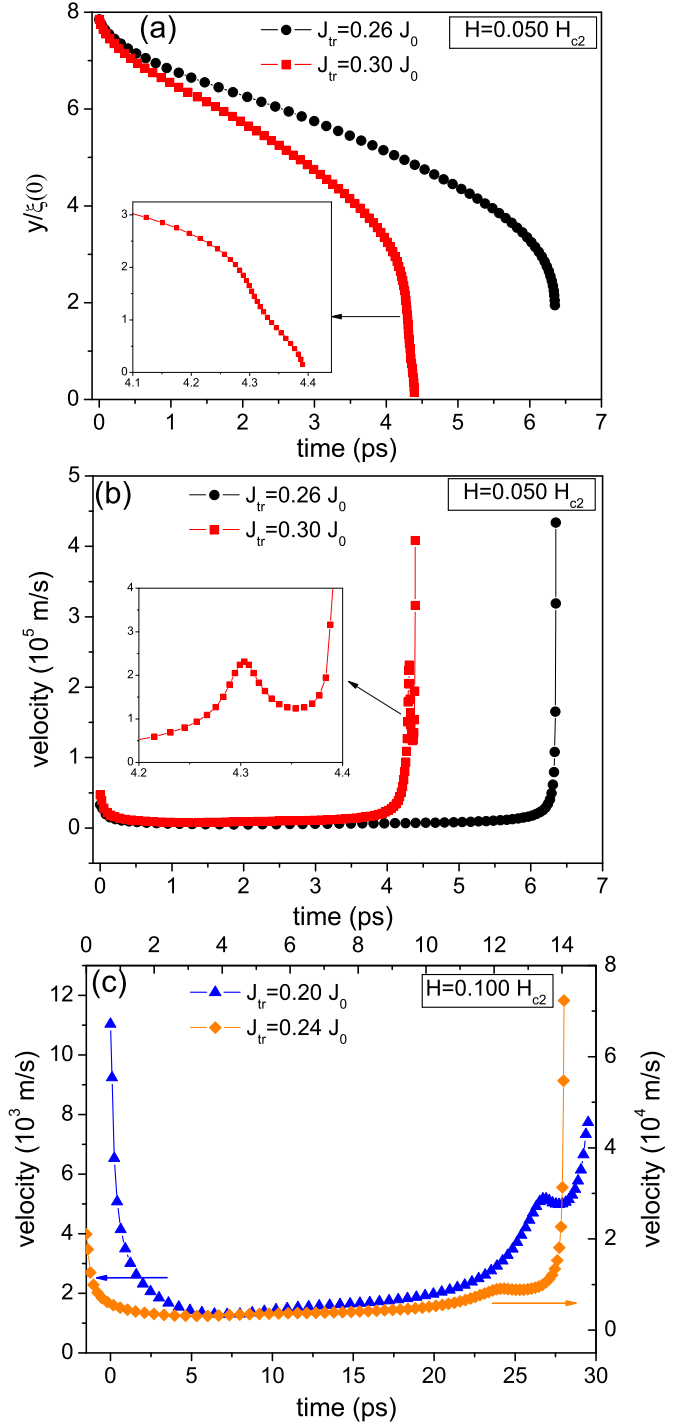 (a)
J_tr=0.26 J_0
J_tr=0.30 J_0
H=0.050 H_c2
8
6
4
2
0
y/ξ(0)
3
2
1
0
4.1 4.2 4.3 4.4
0 1 2 3 4 5 6 7
time (ps)
(b)
J_tr=0.26 J_0
J_tr=0.30 J_0
H=0.050 H_c2
5
4
3
2
1
0
velocity (10^5 m/s)
4
3
2
1
0
4.2 4.3 4.4
0 1 2 3 4 5 6 7
time (ps)
0 2 4 6 8 10 12 14
(c)
J_tr=0.20 J_0
J_tr=0.24 J_0
H=0.100 H_c2
12
10
8
6
4
2
0
velocity (10^3 m/s)
8
6
4
2
0
velocity (10^4 m/s)
0 5 10 15 20 25 30
time (ps)